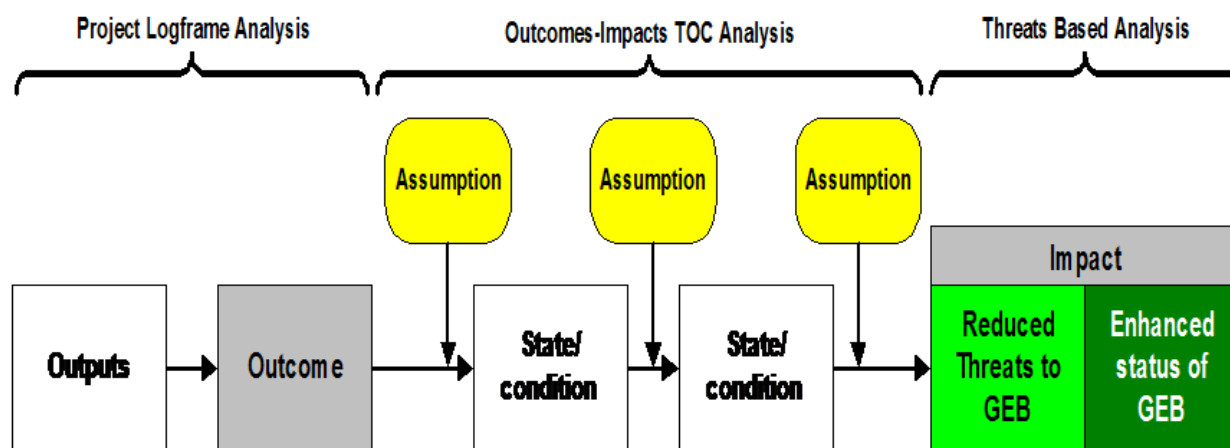 Project Logframe Analysis
Outcomes-Impacts TOC Analysis
Threats Based Analysis
Assumption
Assumption
Assumption
Impact
Outputs
Outcome
State/
condition
State/
condition
Reduced
Threats to
GEB
Enhanced
status of
GEB